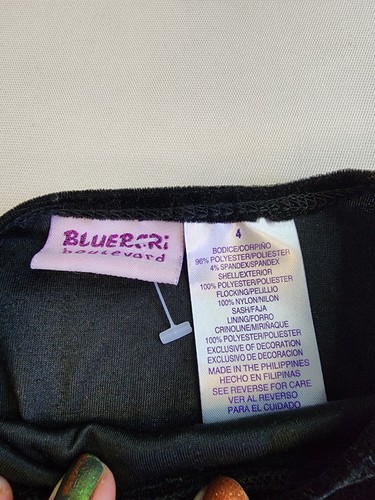 BLUEBERRi
boulevard
4
BODICE/CORPIÑO
96% POLYESTER/POLIESTER
4% SPANDEX/SPANDEX
SHELL/EXTERIOR
100% POLYESTER/POLIESTER
FLOCKING/PELILLIO
100% NYLON/NILON
SASH/FAJA
LINING/FORRO
CRINOLINE/MIRIÑAQUE
100% POLYESTER/POLIESTER
EXCLUSIVE OF DECORATION
EXCLUSIVO DE DECORACION
MADE IN THE PHILIPPINES
HECHO EN FILIPINAS
SEE REVERSE FOR CARE
VER AL REVERSO
PARA EL CUIDADO